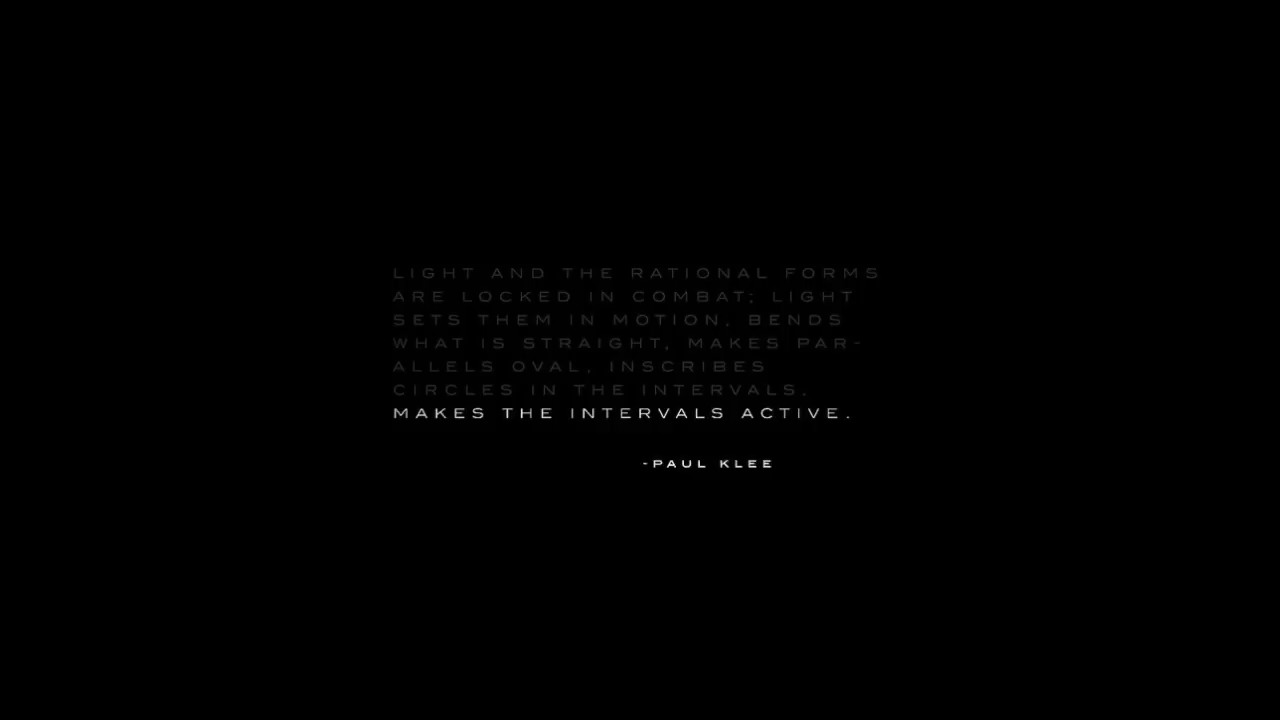 LIGHT AND THE RATIONAL FORMS
ARE LOCKED IN COMBAT; LIGHT
SETS THEM IN MOTION, BENDS
WHAT IS STRAIGHT, MAKES PAR-
ALLELS OVAL, INSCRIBES
CIRCLES IN THE INTERVALS,
MAKES THE INTERVALS ACTIVE.
-PAUL KLEE